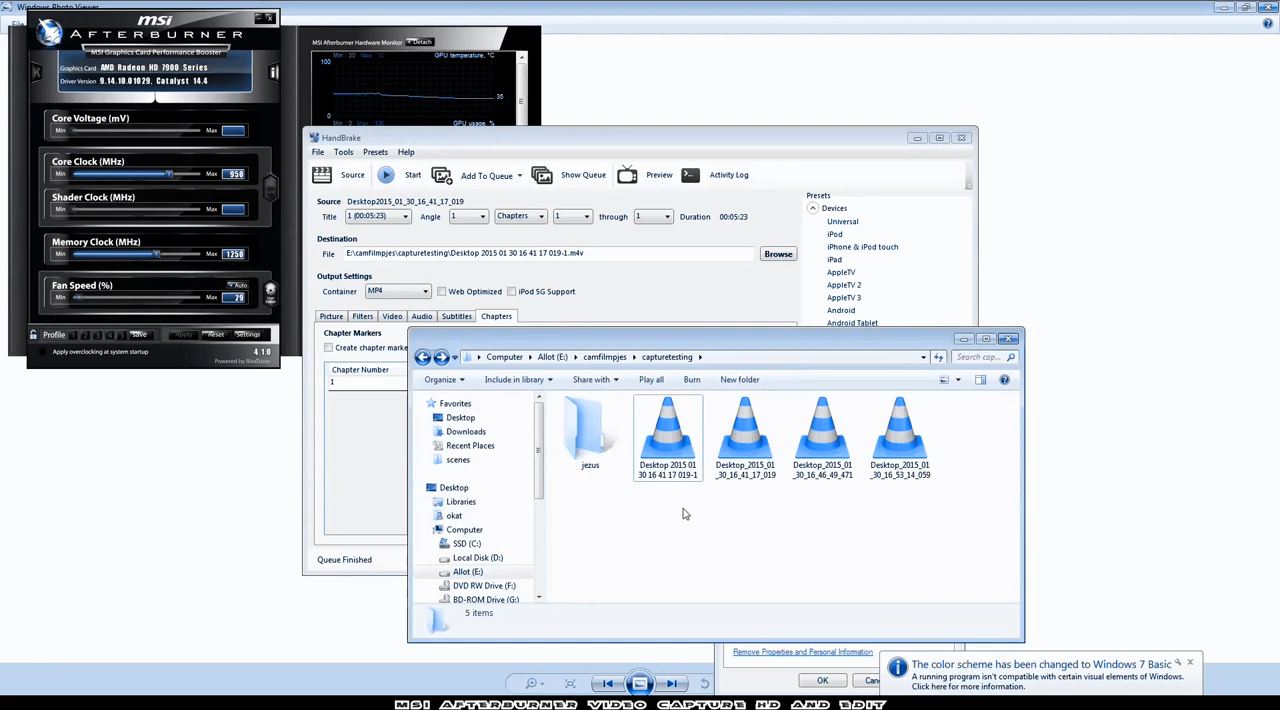 Windows Photo Viewer
msi
AFTERBURNER
MSI Graphics Card Performance Booster
Graphics Card AMD Radeon HD 7900 Series
Driver Version 9.14.10.01029, Catalyst 14.4
K
i
Core Voltage (mV)
Min Max
Core Clock (MHz)
Min Max 950
Shader Clock (MHz)
Min Max
Memory Clock (MHz)
Min Max 1250
Fan Speed (%) Auto
Min Max 29
Profile 1 2 3 4 5 Save Apply Reset Settings
Apply overclocking at system startup 4.1.0
Powered by RivaTuner
MSI Afterburner Hardware Monitor Detach
GPU temperature, °C
100
35
0
GPU usage, %
HandBrake
File Tools Presets Help
Source Start Add To Queue Show Queue Preview Activity Log
Source Desktop2015_01_30_16_41_17_019
Title 1 (00:05:23) Angle 1 Chapters 1 through 1 Duration 00:05:23
Destination
File E:\camfilmpjes\capturetesting\Desktop 2015 01 30 16 41 17 019-1.m4v Browse
Output Settings
Container MP4 Web Optimized iPod 5G Support
Picture Filters Video Audio Subtitles Chapters
Chapter Markers
Create chapter marke
Chapter Number
1
Queue Finished
Presets
Devices
Universal
iPod
iPhone & iPod touch
iPad
AppleTV
AppleTV 2
AppleTV 3
Android
Android Tablet
Computer Allot (E:) camfilmpjes capturetesting Search cap...
Organize Include in library Share with Play all Burn New folder
Favorites
Desktop
Downloads
Recent Places
scenes
Desktop
Libraries
okat
Computer
SSD (C:)
Local Disk (D:)
Allot (E:)
DVD RW Drive (F:)
BD-ROM Drive (G:)
jezus
Desktop 2015 01
30 16 41 17 019-1
Desktop_2015_01
_30_16_41_17_019
Desktop_2015_01
_30_16_46_49_471
Desktop_2015_01
_30_16_53_14_059
5 items
Remove Properties and Personal Information
OK Canc
The color scheme has been changed to Windows 7 Basic
A running program isn't compatible with certain visual elements of Windows.
Click here for more information.
MSI AFTERBURNER VIDEO CAPTURE HD AND EDIT